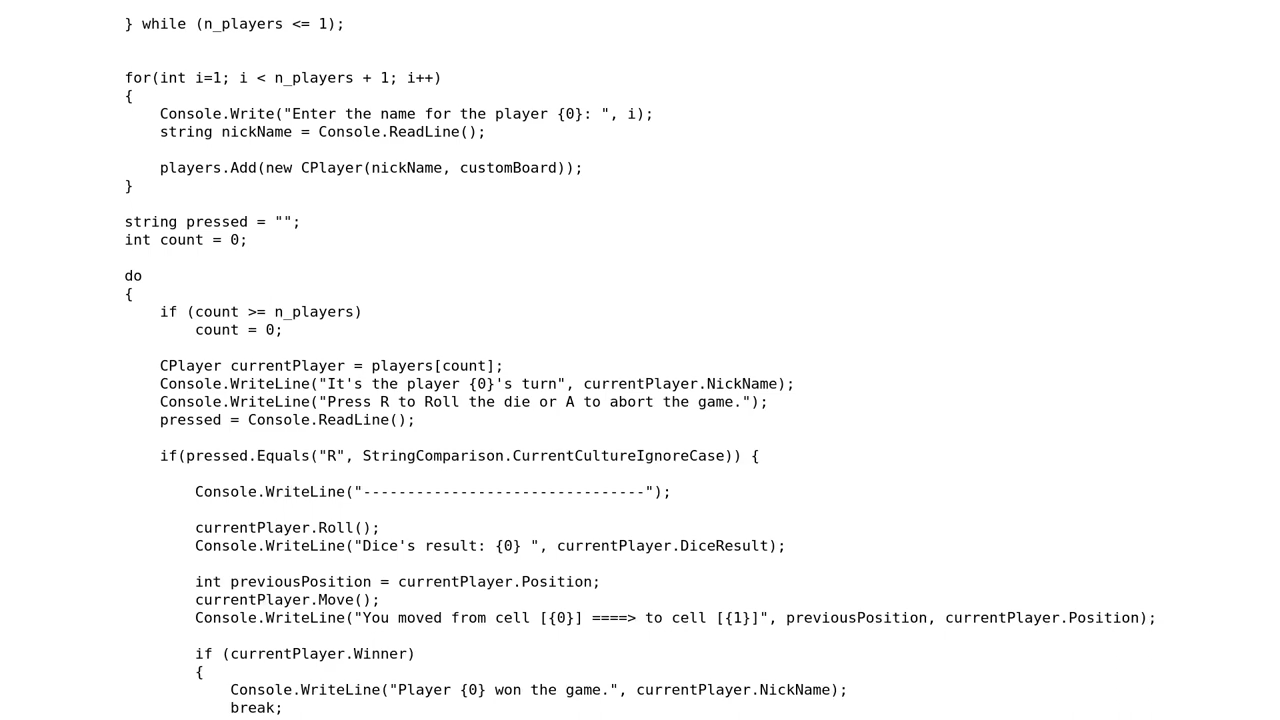 } while (n_players <= 1);
for(int i=1; i < n_players + 1; i++)
{
    Console.Write("Enter the name for the player {0}: ", i);
    string nickName = Console.ReadLine();
    players.Add(new CPlayer(nickName, customBoard));
}
string pressed = "";
int count = 0;
do
{
    if (count >= n_players)
        count = 0;
    CPlayer currentPlayer = players[count];
    Console.WriteLine("It's the player {0}'s turn", currentPlayer.NickName);
    Console.WriteLine("Press R to Roll the die or A to abort the game.");
    pressed = Console.ReadLine();
    if(pressed.Equals("R", StringComparison.CurrentCultureIgnoreCase)) {
        Console.WriteLine("--------------------------------");
        currentPlayer.Roll();
        Console.WriteLine("Dice's result: {0} ", currentPlayer.DiceResult);
        int previousPosition = currentPlayer.Position;
        currentPlayer.Move();
        Console.WriteLine("You moved from cell [{0}] ====> to cell [{1}]", previousPosition, currentPlayer.Position);
        if (currentPlayer.Winner)
        {
            Console.WriteLine("Player {0} won the game.", currentPlayer.NickName);
            break;